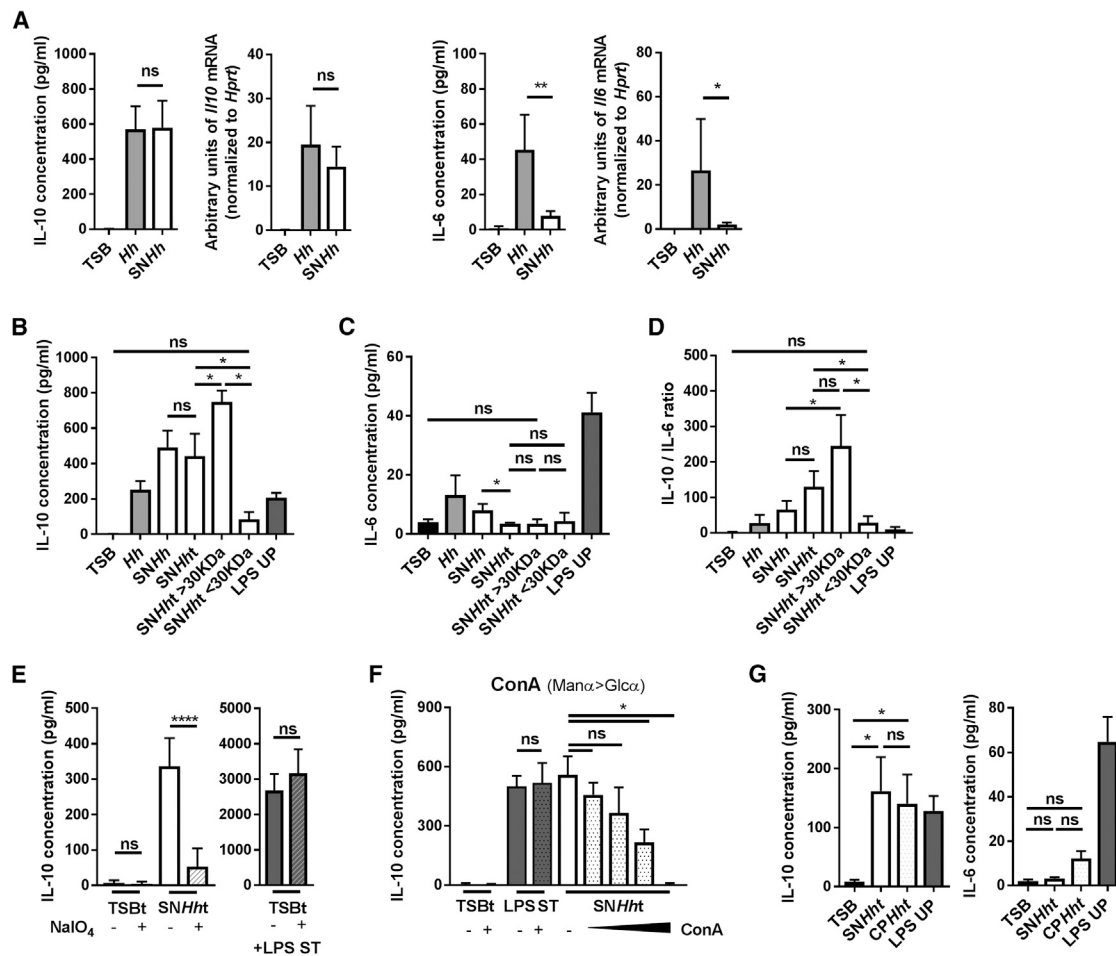 A
IL-10 concentration (pg/ml)
1000
800
600
400
200
0
ns
TSB
Hh
SNHh
Arbitrary units of Il10 mRNA
(normalized to Hprt)
40
30
20
10
0
ns
TSB
Hh
SNHh
IL-6 concentration (pg/ml)
100
80
60
40
20
0
**
TSB
Hh
SNHh
Arbitrary units of Il6 mRNA
(normalized to Hprt)
80
60
40
20
0
*
TSB
Hh
SNHh
B
IL-10 concentration (pg/ml)
1000
800
600
400
200
0
ns
*
* *
ns
TSB
Hh
SNHh
SNHht
SNHht >30KDa
SNHht <30KDa
LPS UP
C
IL-6 concentration (pg/ml)
60
40
20
0
ns
ns
ns ns
*
TSB
Hh
SNHh
SNHht
SNHht >30KDa
SNHht <30KDa
LPS UP
D
IL-10 / IL-6 ratio
500
400
300
200
100
0
ns
*
ns *
*
ns
TSB
Hh
SNHh
SNHht
SNHht >30KDa
SNHht <30KDa
LPS UP
E
IL-10 concentration (pg/ml)
500
400
300
200
100
0
****
ns
TSBt SNHht
NaIO4 - + - +
5000
4000
3000
2000
1000
0
ns
TSBt
- +
+LPS ST
F
ConA (Manα>Glcα)
IL-10 concentration (pg/ml)
900
600
300
0
*
ns
ns
TSBt LPS ST SNHht
- + - + - ConA
G
IL-10 concentration (pg/ml)
300
200
100
0
*
* ns
TSB
SNHht
CPHht
LPS UP
IL-6 concentration (pg/ml)
80
60
40
20
0
ns
ns ns
TSB
SNHht
CPHht
LPS UP